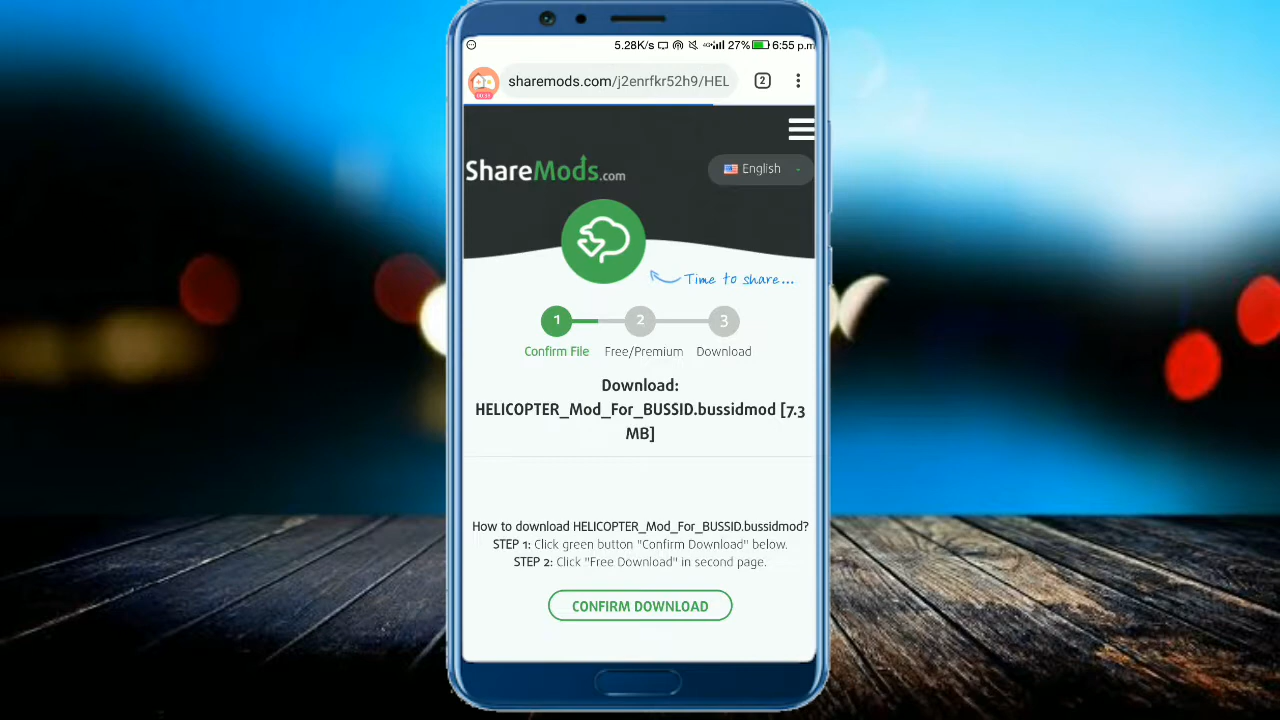 5.28K/s 27% 6:55 p.m
sharemods.com/j2enrfkr52h9/HEL 2
ShareMods.com
English
Time to share...
1 2 3
Confirm File Free/Premium Download
Download:
HELICOPTER_Mod_For_BUSSID.bussidmod [7.3
MB]
How to download HELICOPTER_Mod_For_BUSSID.bussidmod?
STEP 1: Click green button "Confirm Download" below.
STEP 2: Click "Free Download" in second page.
CONFIRM DOWNLOAD